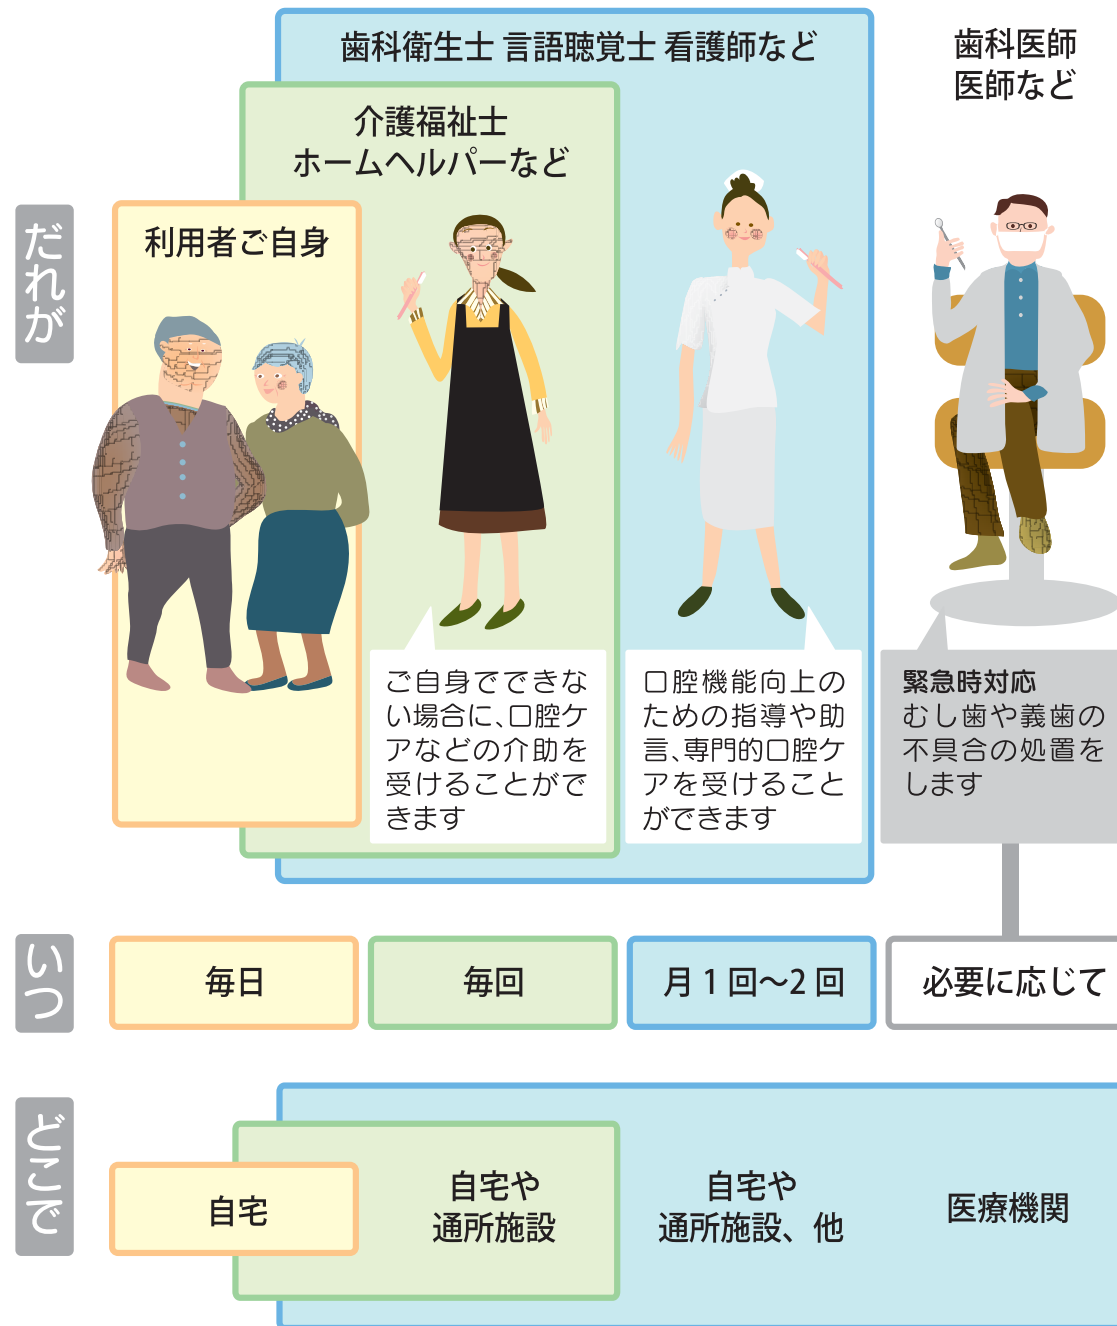 歯科衛生士 言語聴覚士 看護師など
歯科医師
医師など
介護福祉士
ホームヘルパーなど
だれが
利用者ご自身
ご自身でできな
い場合に、口腔ケ
アなどの介助を
受けることがで
きます
口腔機能向上の
ための指導や助
言、専門的口腔ケ
アを受けること
ができます
緊急時対応
むし歯や義歯の
不具合の処置を
します
いつ
毎日
毎回
月1回〜2回
必要に応じて
どこで
自宅
自宅や
通所施設
自宅や
通所施設、他
医療機関